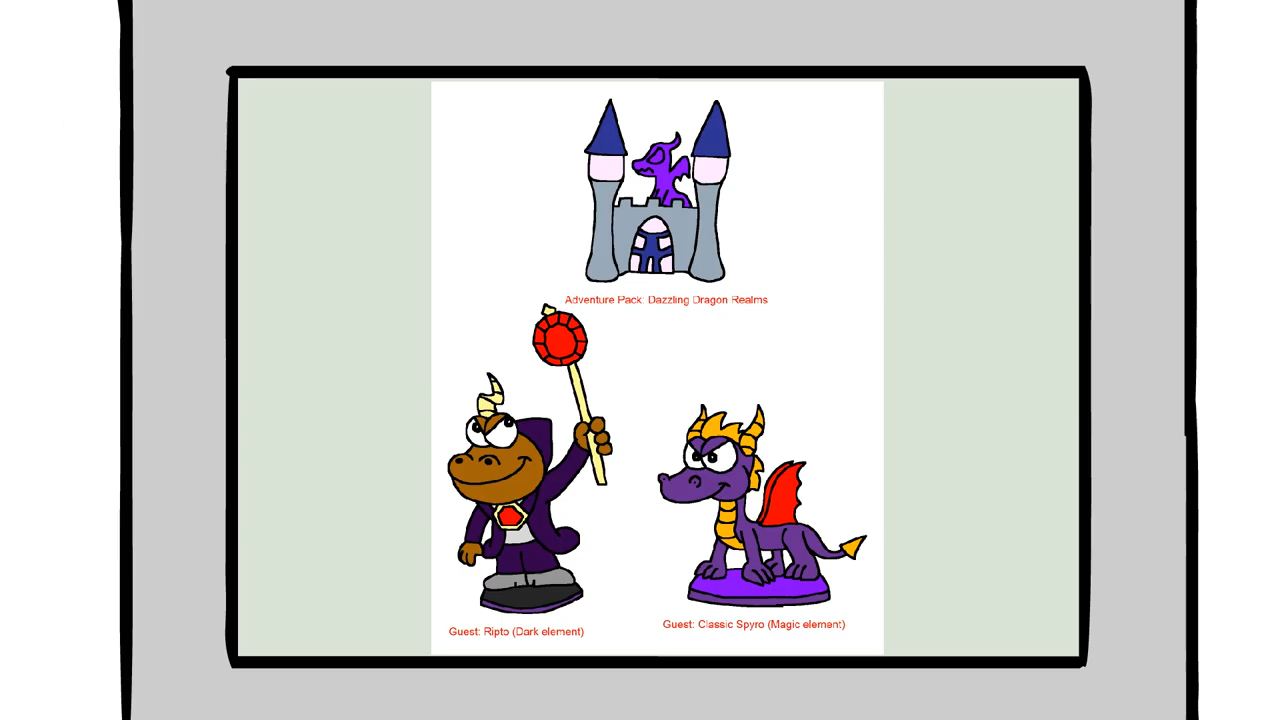 Adventure Pack: Dazzling Dragon Realms
Guest: Ripto (Dark element)
Guest: Classic Spyro (Magic element)